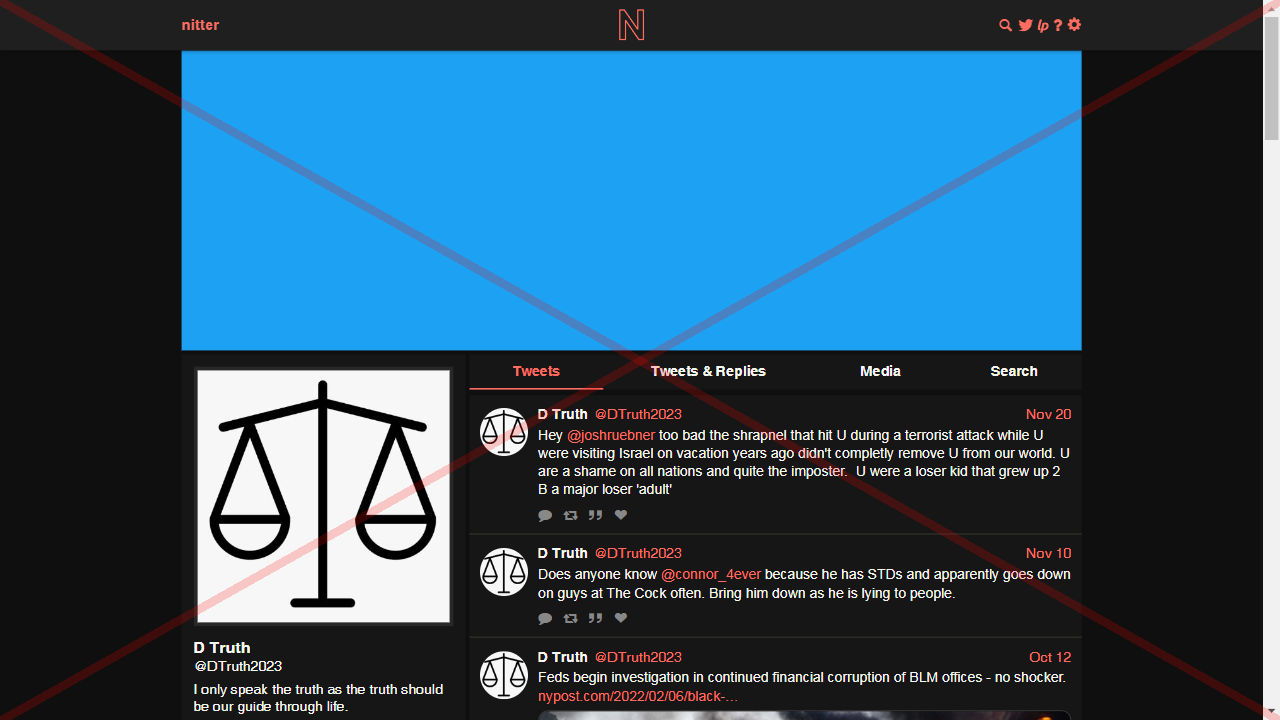 nitter
N
lp ?
Tweets
Tweets & Replies
Media
Search
D Truth @DTruth2023
Nov 20
Hey @joshruebner too bad the shrapnel that hit U during a terrorist attack while U
were visiting Israel on vacation years ago didn't completly remove U from our world. U
are a shame on all nations and quite the imposter.  U were a loser kid that grew up 2
B a major loser 'adult'
D Truth @DTruth2023
Nov 10
Does anyone know @connor_4ever because he has STDs and apparently goes down
on guys at The Cock often. Bring him down as he is lying to people.
D Truth @DTruth2023
Oct 12
Feds begin investigation in continued financial corruption of BLM offices - no shocker.
nypost.com/2022/02/06/black-…
D Truth
@DTruth2023
I only speak the truth as the truth should
be our guide through life.